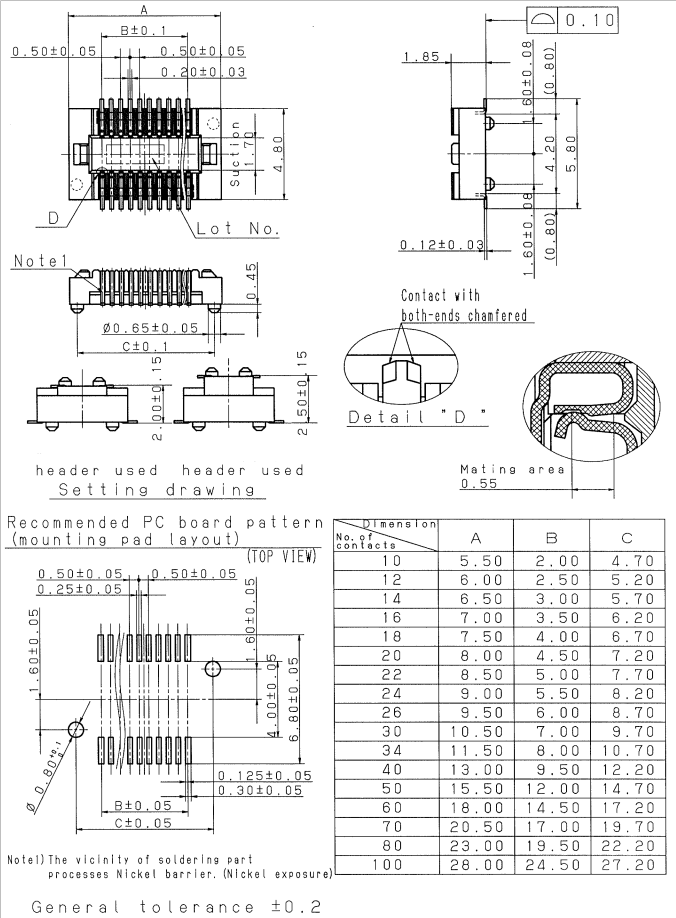 A
B±0.1
0.50±0.05 0.50±0.05
0.20±0.03
Suction
1.70
4.80
D
Lot No.
0.10
1.85
1.60±0.08
(0.80)
4.20
5.80
1.60±0.08
(0.80)
0.12±0.03
Note1
0.45
Ø0.65±0.05
C±0.1
2.00±0.15
2.50±0.15
header used header used
Setting drawing
Contact with
both-ends chamfered
Detail "D"
Mating area
0.55
Recommended PC board pattern
(mounting pad layout)
(TOP VIEW)
0.50±0.05 0.50±0.05
0.25±0.05
1.60±0.05
1.60±0.05
4.00±0.05
6.80±0.05
Ø 0.80 +0.1 0
0.125±0.05
0.30±0.05
B±0.05
C±0.05
Note1) The vicinity of soldering part
processes Nickel barrier. (Nickel exposure)
General tolerance ±0.2
Dimension
No. of
contacts
A B C
10 5.50 2.00 4.70
12 6.00 2.50 5.20
14 6.50 3.00 5.70
16 7.00 3.50 6.20
18 7.50 4.00 6.70
20 8.00 4.50 7.20
22 8.50 5.00 7.70
24 9.00 5.50 8.20
26 9.50 6.00 8.70
30 10.50 7.00 9.70
34 11.50 8.00 10.70
40 13.00 9.50 12.20
50 15.50 12.00 14.70
60 18.00 14.50 17.20
70 20.50 17.00 19.70
80 23.00 19.50 22.20
100 28.00 24.50 27.20